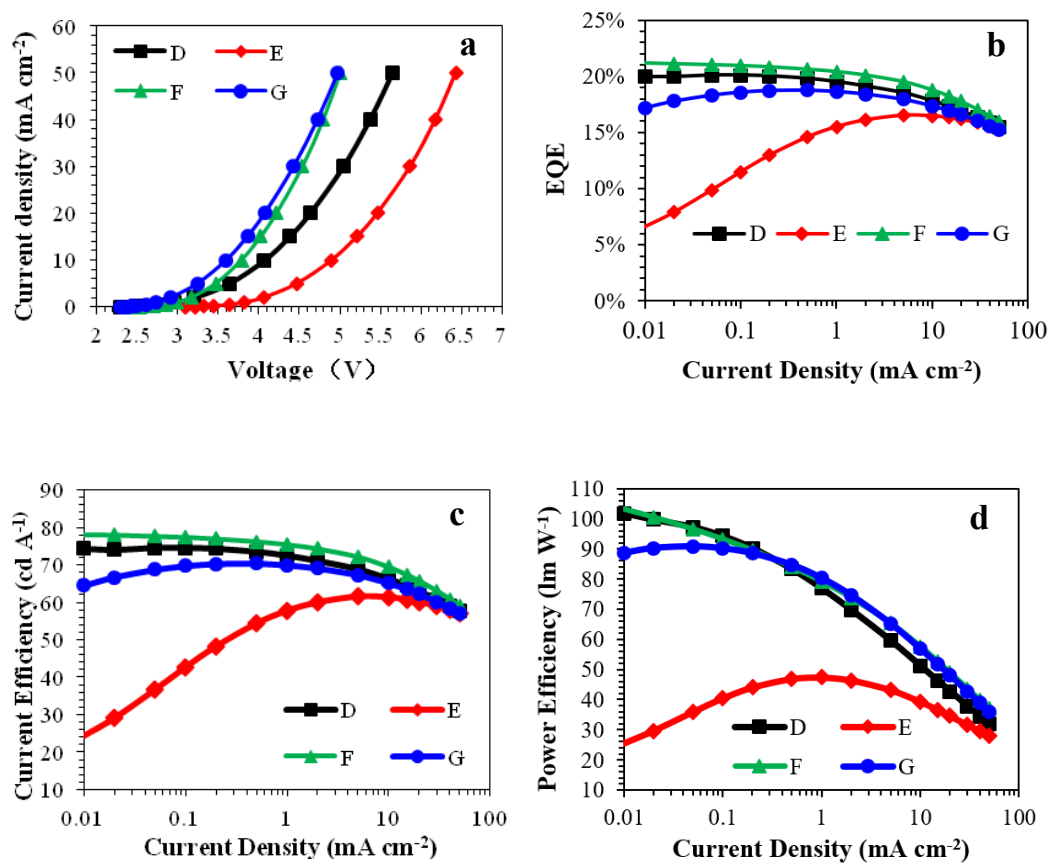 a
Current density (mA cm-2)
60
50
40
30
20
10
0
D
E
F
G
2 2.5 3 3.5 4 4.5 5 5.5 6 6.5 7
Voltage （V）
b
EQE
25%
20%
15%
10%
5%
0%
D E F G
0.01 0.1 1 10 100
Current Density (mA cm-2)
c
Current Efficiency (cd A-1)
90
80
70
60
50
40
30
20
10
D
E
F
G
0.01 0.1 1 10 100
Current Density (mA cm-2)
d
Power Efficiency (lm W-1)
110
100
90
80
70
60
50
40
30
20
10
D
E
F
G
0.01 0.1 1 10 100
Current Density (mA cm-2)